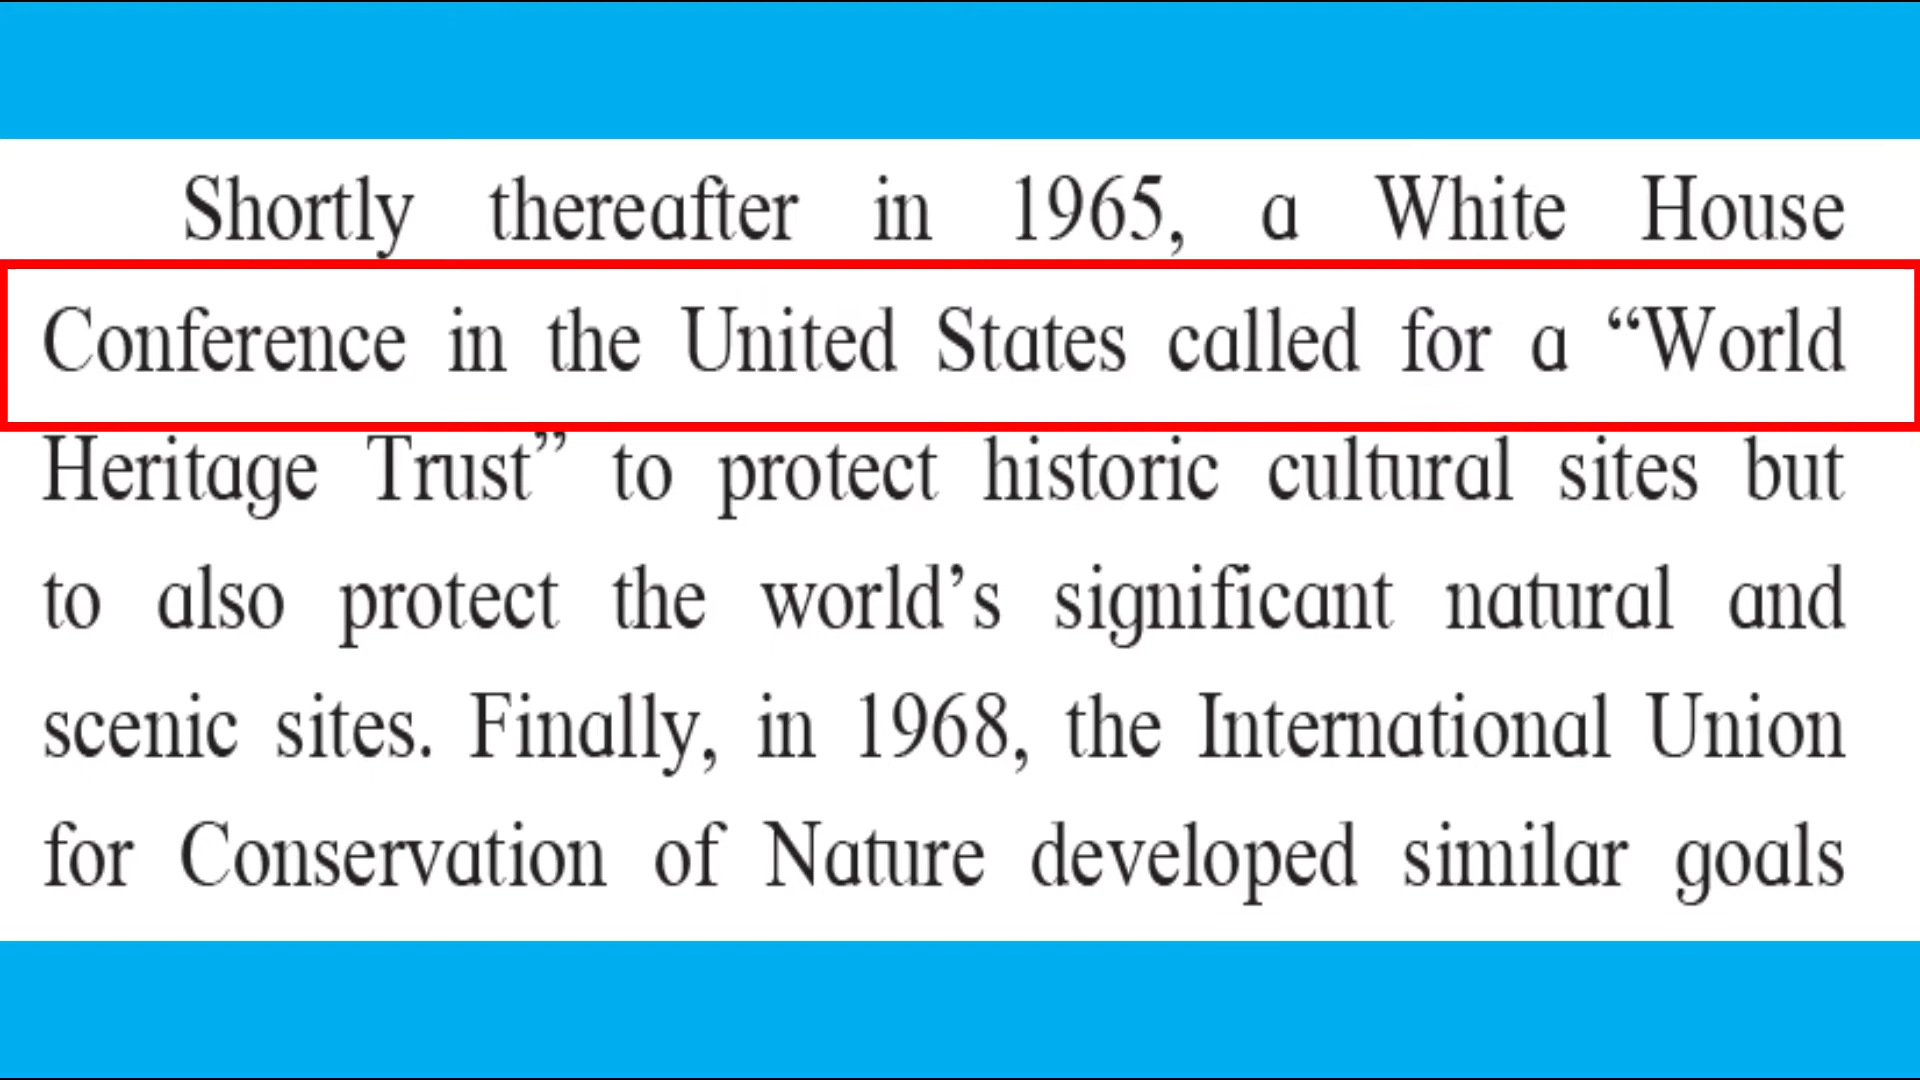 Shortly thereafter in 1965, a White House
Conference in the United States called for a “World
Heritage Trust” to protect historic cultural sites but
to also protect the world’s significant natural and
scenic sites. Finally, in 1968, the International Union
for Conservation of Nature developed similar goals